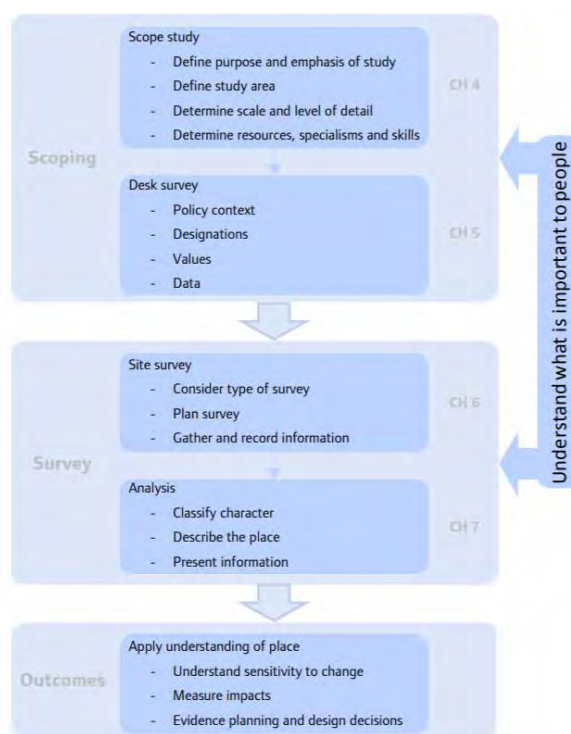 Scope study
- Define purpose and emphasis of study
- Define study area
- Determine scale and level of detail
- Determine resources, specialisms and skills
CH 4
Scoping
Desk survey
- Policy context
- Designations
- Values
- Data
CH 5
Understand what is important to people
Site survey
- Consider type of survey
- Plan survey
- Gather and record information
CH 6
Survey
Analysis
- Classify character
- Describe the place
- Present information
CH 7
Apply understanding of place
- Understand sensitivity to change
- Measure impacts
- Evidence planning and design decisions
Outcomes